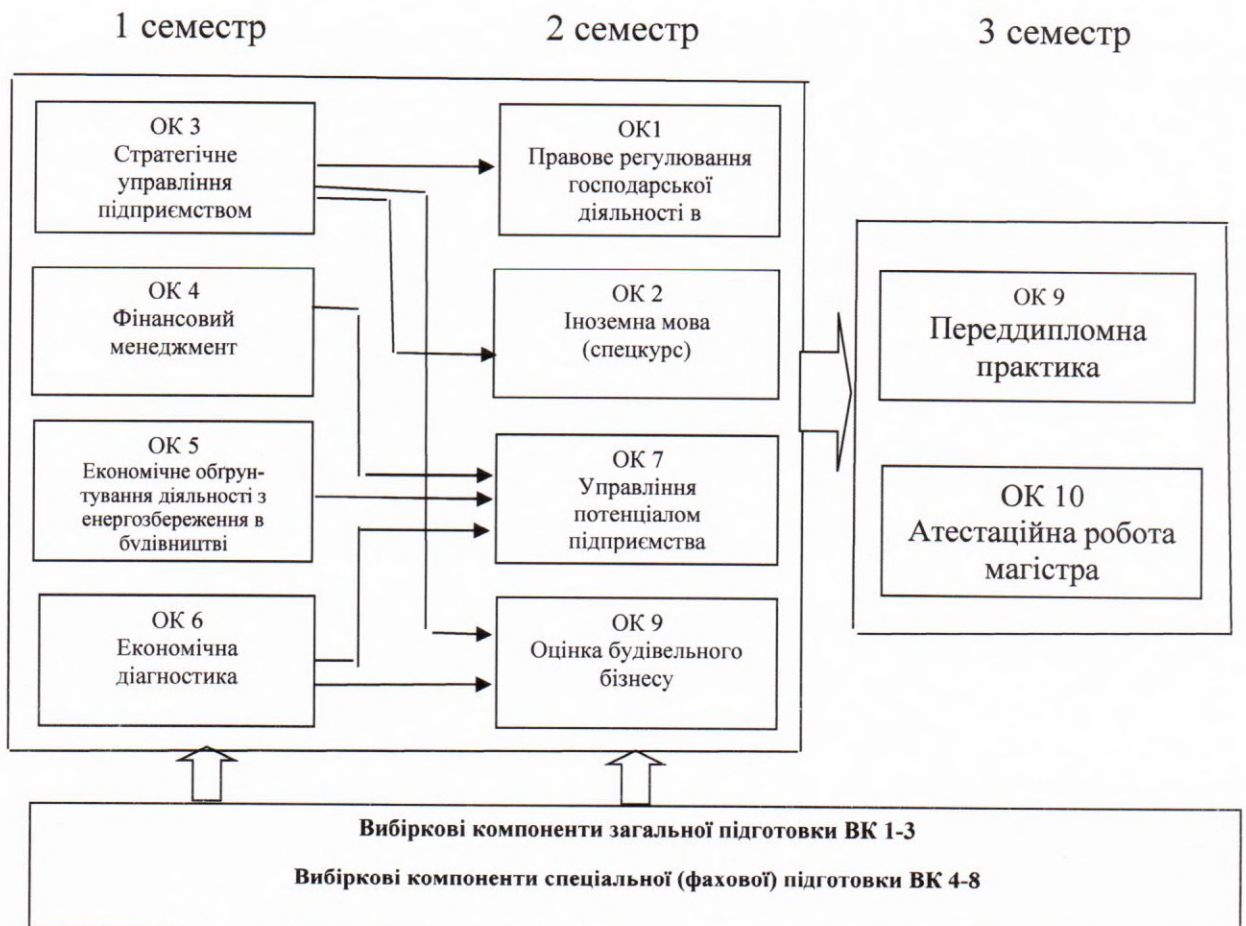 1 семестр
2 семестр
3 семестр
ОК 3
Стратегічне
управління
підприємством
ОК1
Правове регулювання
господарської
діяльності в
ОК 4
Фінансовий
менеджмент
ОК 2
Іноземна мова
(спецкурс)
ОК 9
Переддипломна
практика
ОК 5
Економічне обґрун-
тування діяльності з
енергозбереження в
будівництві
ОК 7
Управління
потенціалом
підприємства
ОК 10
Атестаційна робота
магістра
ОК 6
Економічна
діагностика
ОК 9
Оцінка будівельного
бізнесу
Вибіркові компоненти загальної підготовки ВК 1-3
Вибіркові компоненти спеціальної (фахової) підготовки ВК 4-8